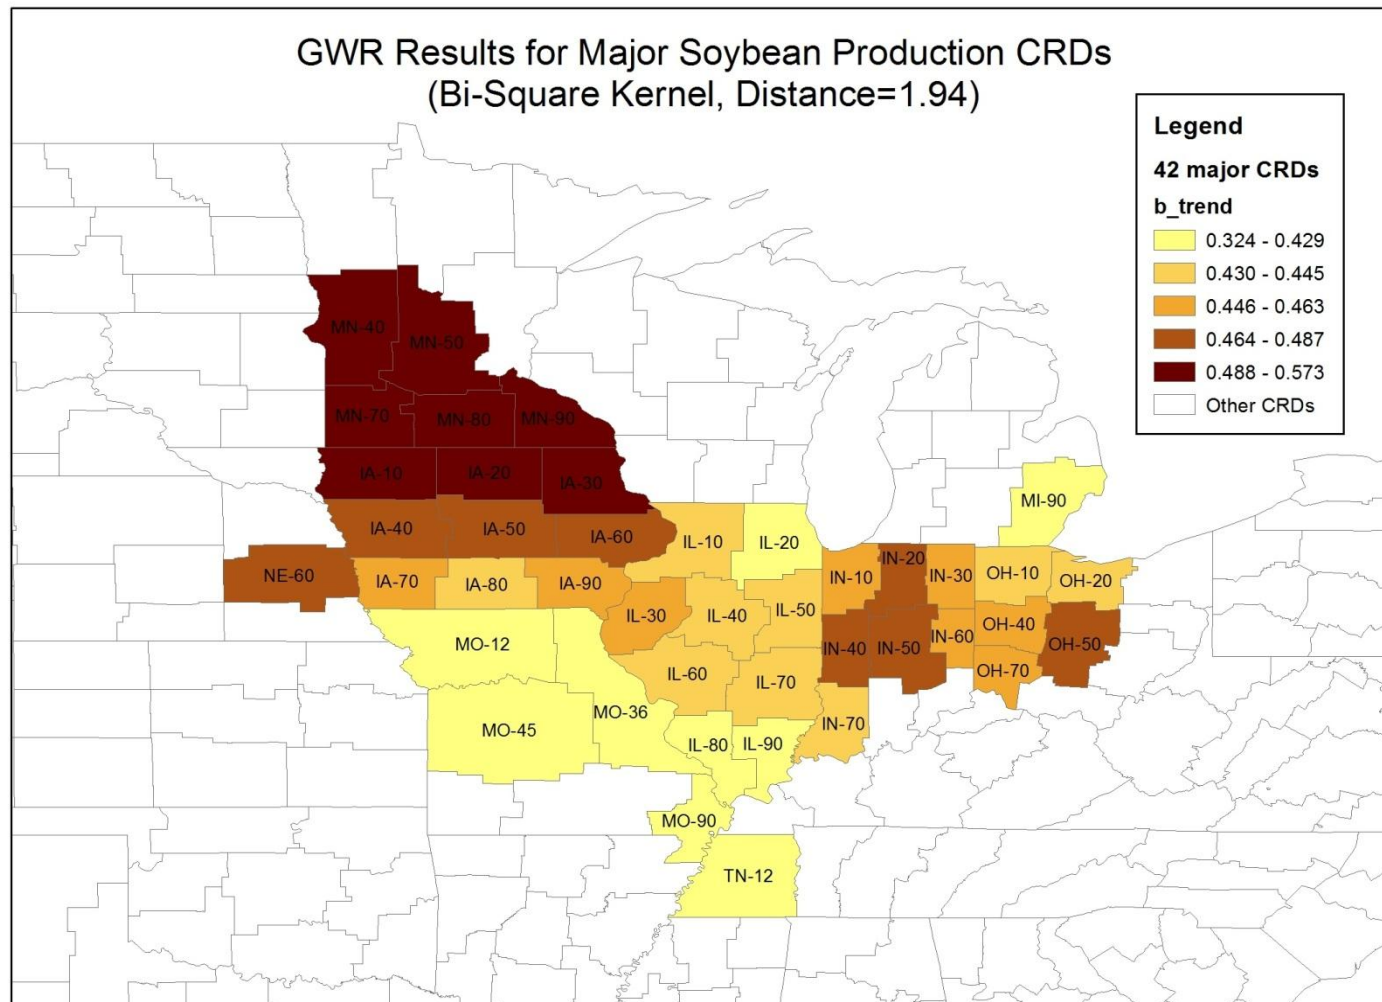 GWR Results for Major Soybean Production CRDs
(Bi-Square Kernel, Distance=1.94)
Legend
42 major CRDs
b_trend
0.324 - 0.429
0.430 - 0.445
0.446 - 0.463
0.464 - 0.487
0.488 - 0.573
Other CRDs
MN-40
MN-50
MN-70
MN-80
MN-90
IA-10
IA-20
IA-30
MI-90
IA-40
IA-50
IA-60
IL-10
IL-20
IN-20
NE-60
IA-70
IA-80
IA-90
IN-10
IN-30
OH-10
OH-20
IL-30
IL-40
IL-50
MO-12
IN-40
IN-50
IN-60
OH-40
OH-50
IL-60
IL-70
OH-70
MO-36
MO-45
IL-80
IL-90
IN-70
MO-90
TN-12